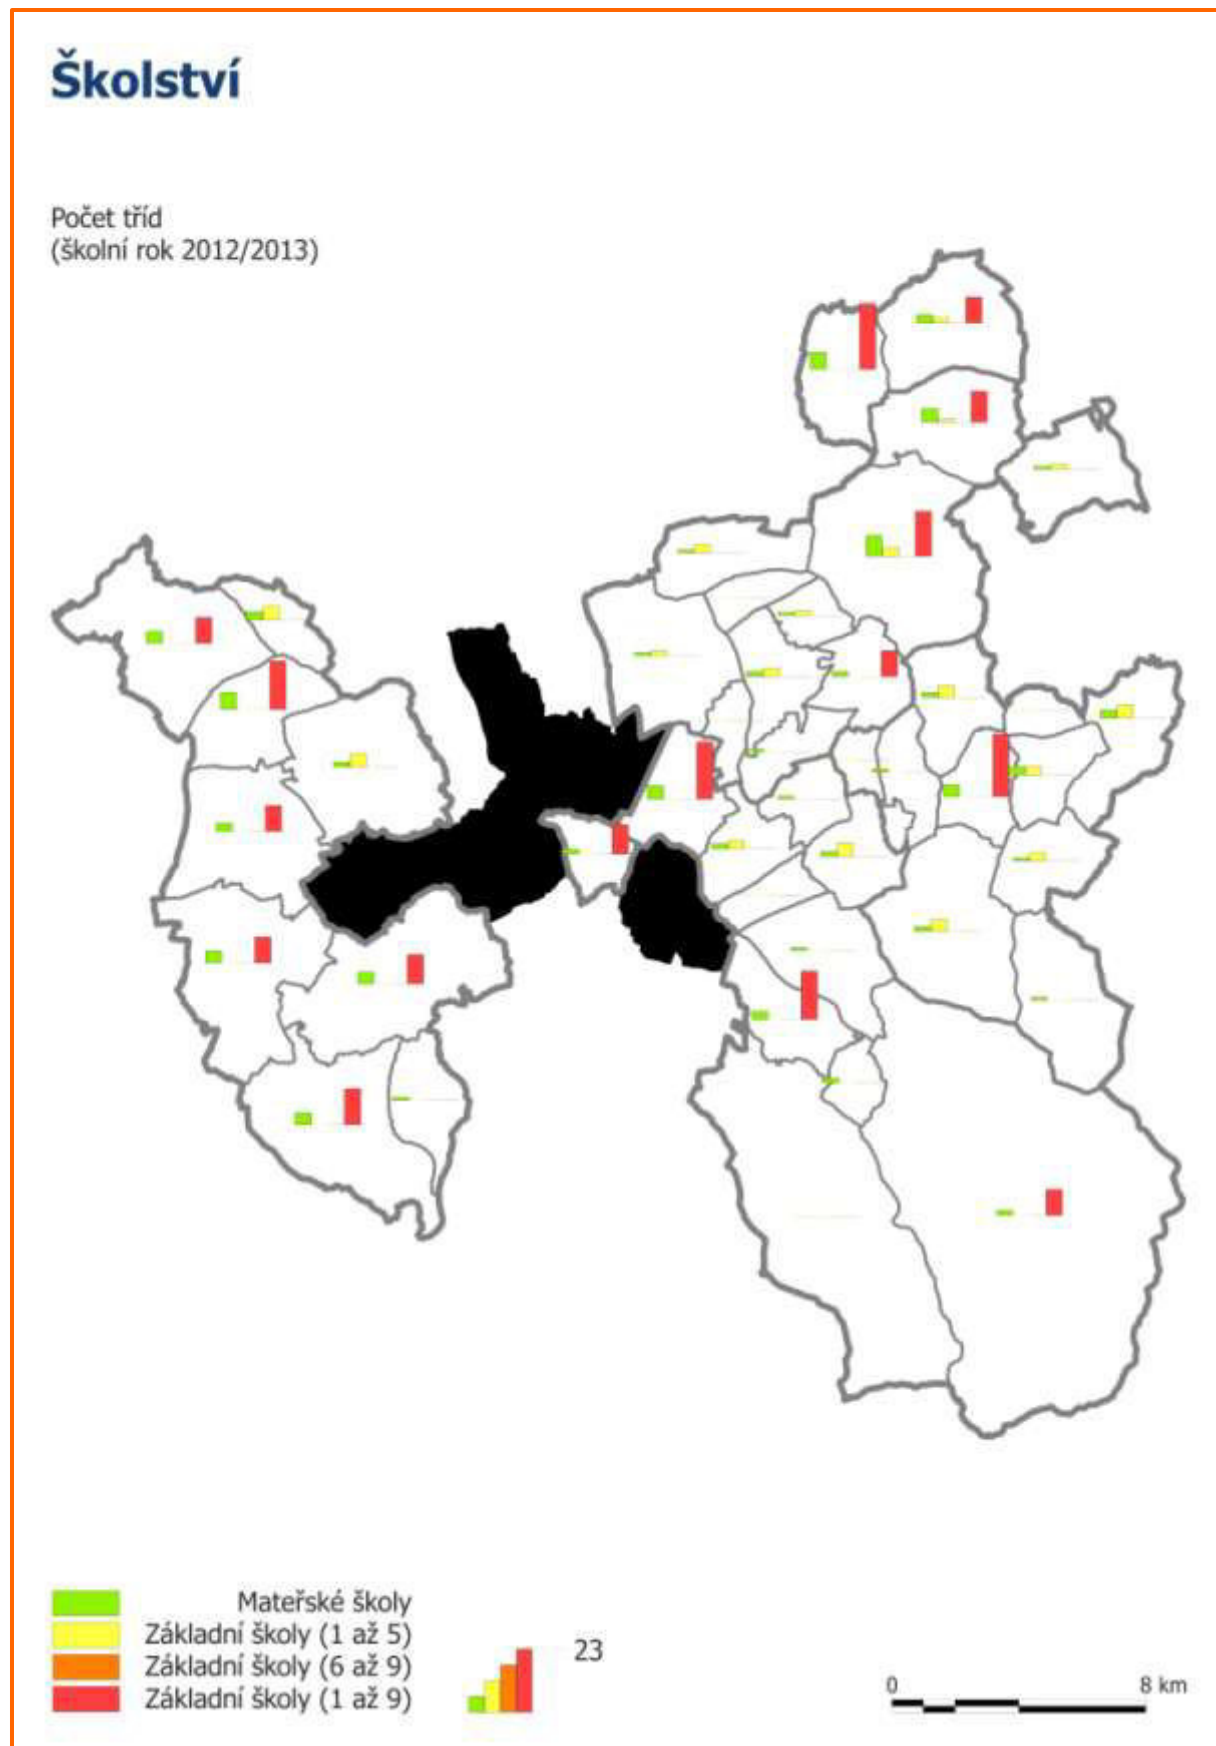 Školství
Počet tříd
(školní rok 2012/2013)
Mateřské školy
Základní školy (1 až 5)
Základní školy (6 až 9)
Základní školy (1 až 9)
23
0 8 km